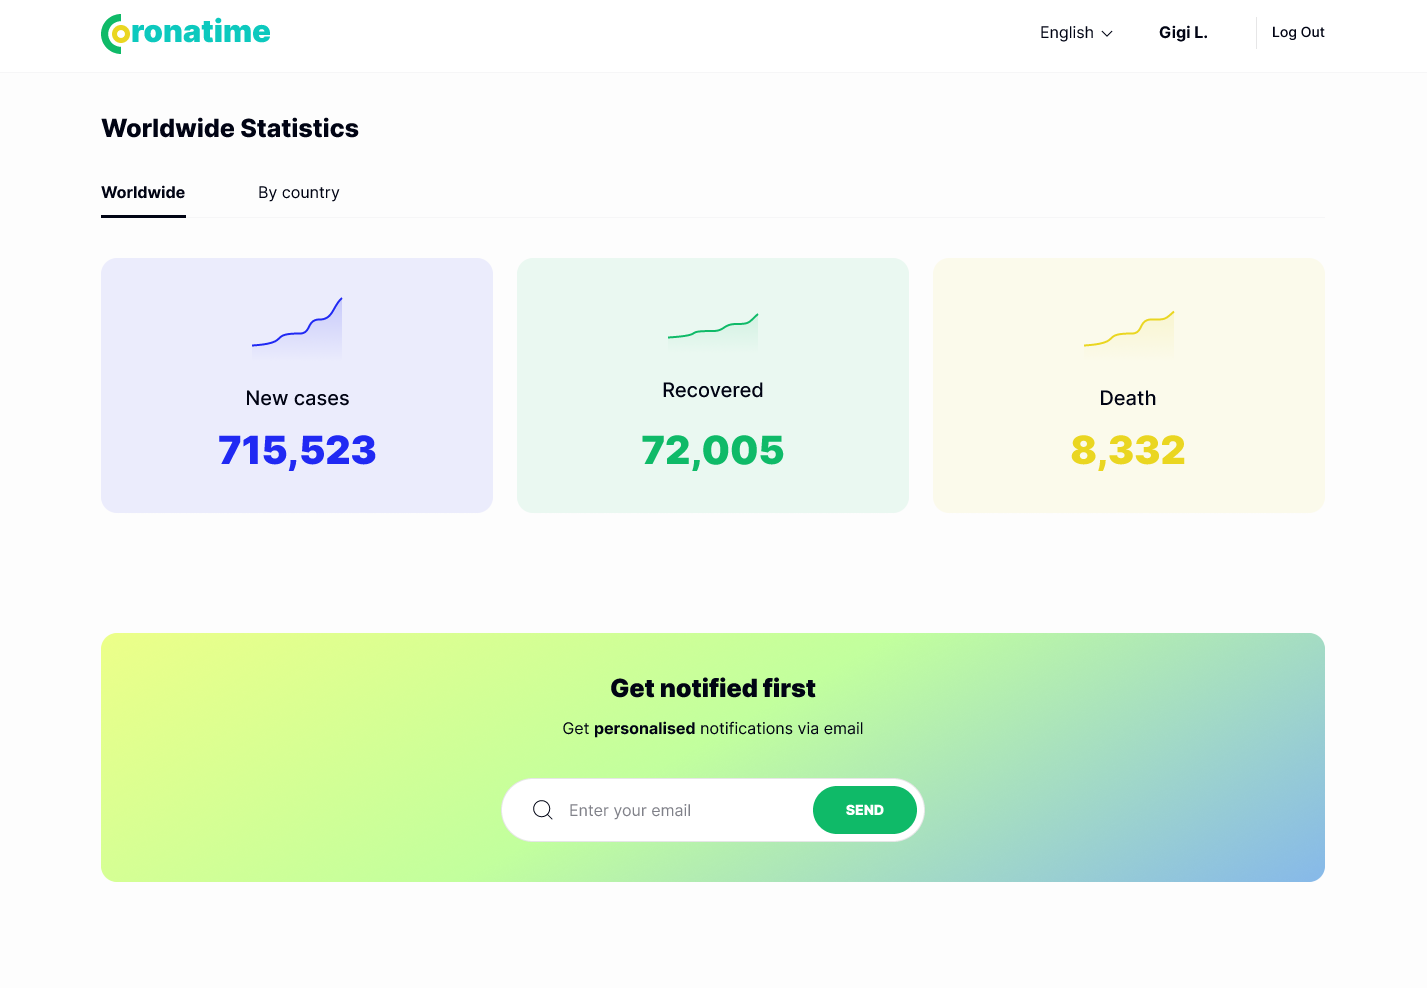 Coronatime
English
Gigi L.
Log Out
Worldwide Statistics
Worldwide
By country
New cases
715,523
Recovered
72,005
Death
8,332
Get notified first
Get personalised notifications via email
Enter your email
SEND